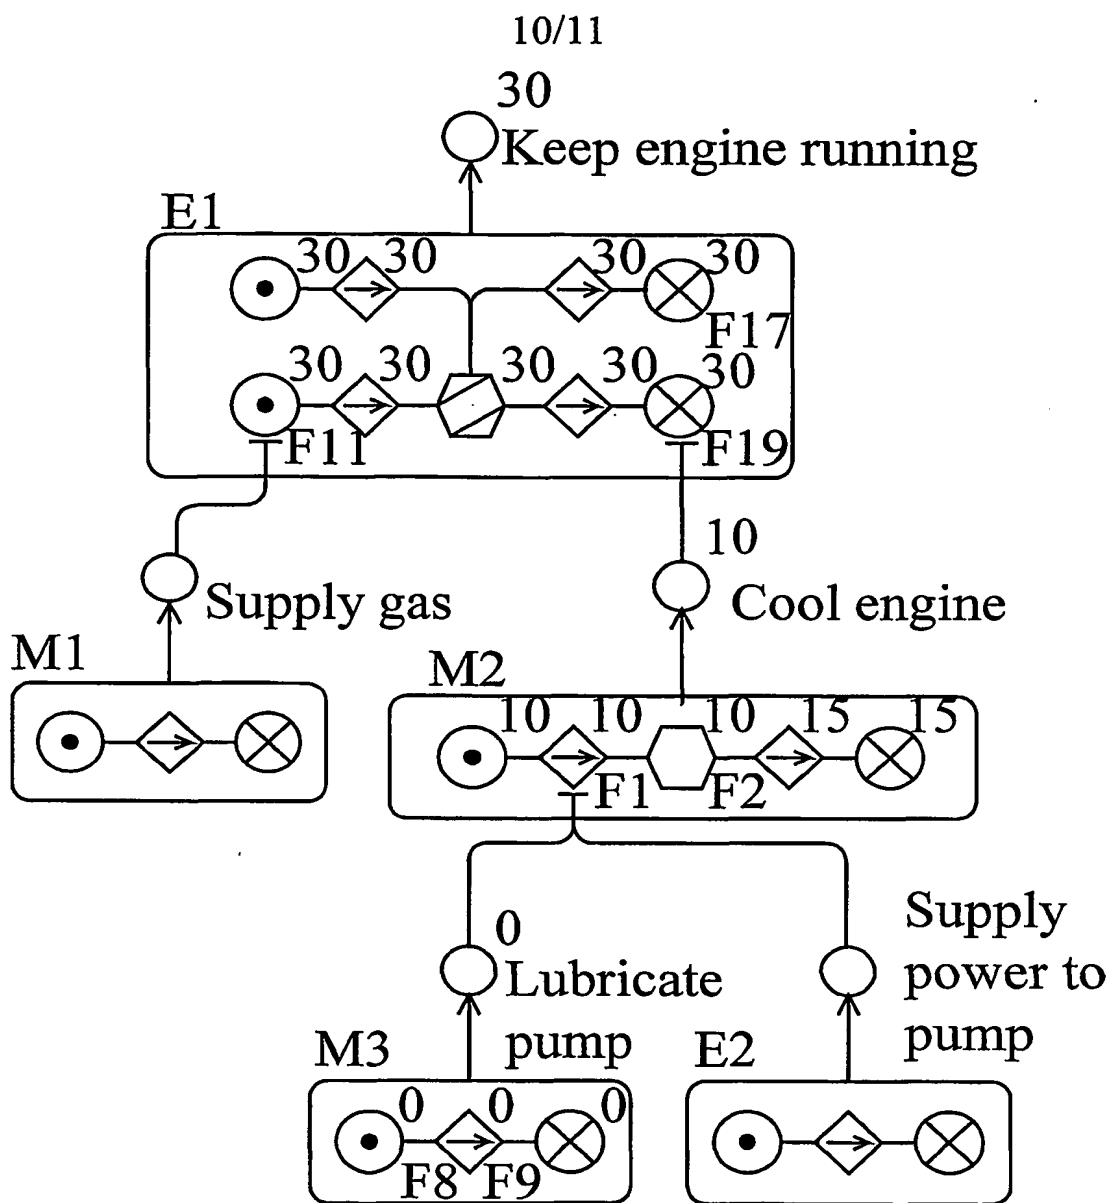 10/11
30
Keep engine running
E1
30 30 30 30
F17
30 30 30 30 30
F11 F19
10
Supply gas Cool engine
M1 M2
10 10 10 15 15
F1 F2
0
Lubricate
pump
Supply
power to
pump
M3 E2
0 0 0
F8 F9